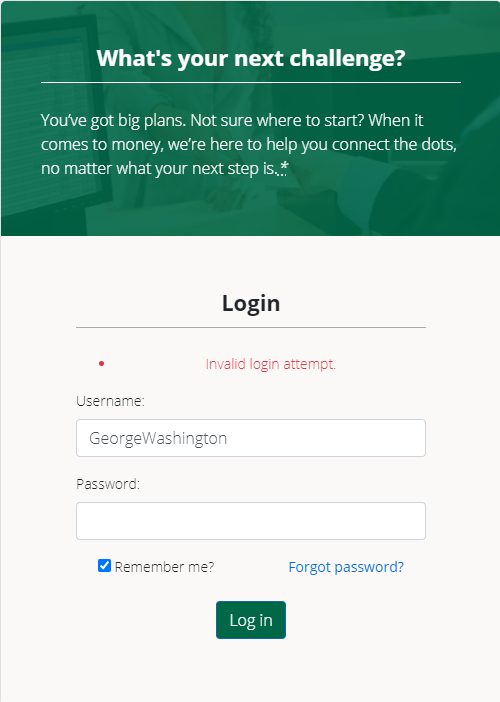 What's your next challenge?
You’ve got big plans. Not sure where to start? When it
comes to money, we’re here to help you connect the dots,
no matter what your next step is.*
Login
• Invalid login attempt.
Username:
GeorgeWashington
Password:
Remember me? Forgot password?
Log in